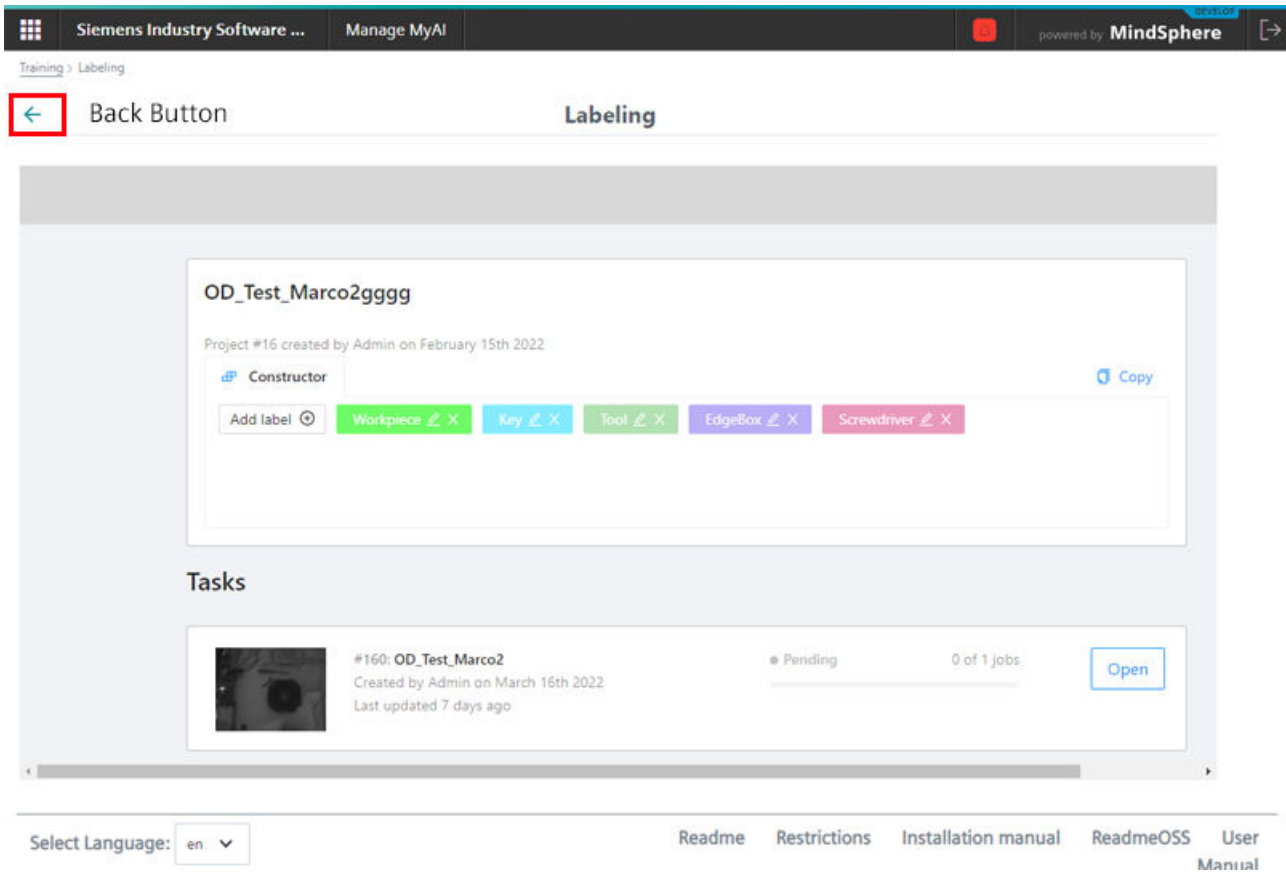 DEVELOP
Siemens Industry Software ... Manage MyAI powered by MindSphere
Training > Labeling
Back Button Labeling
OD_Test_Marco2gggg
Project #16 created by Admin on February 15th 2022
Constructor Copy
Add label Workpiece Key Tool EdgeBox Screwdriver
Tasks
#160: OD_Test_Marco2 Pending 0 of 1 jobs Open
Created by Admin on March 16th 2022
Last updated 7 days ago
Select Language: en Readme Restrictions Installation manual ReadmeOSS User
Manual